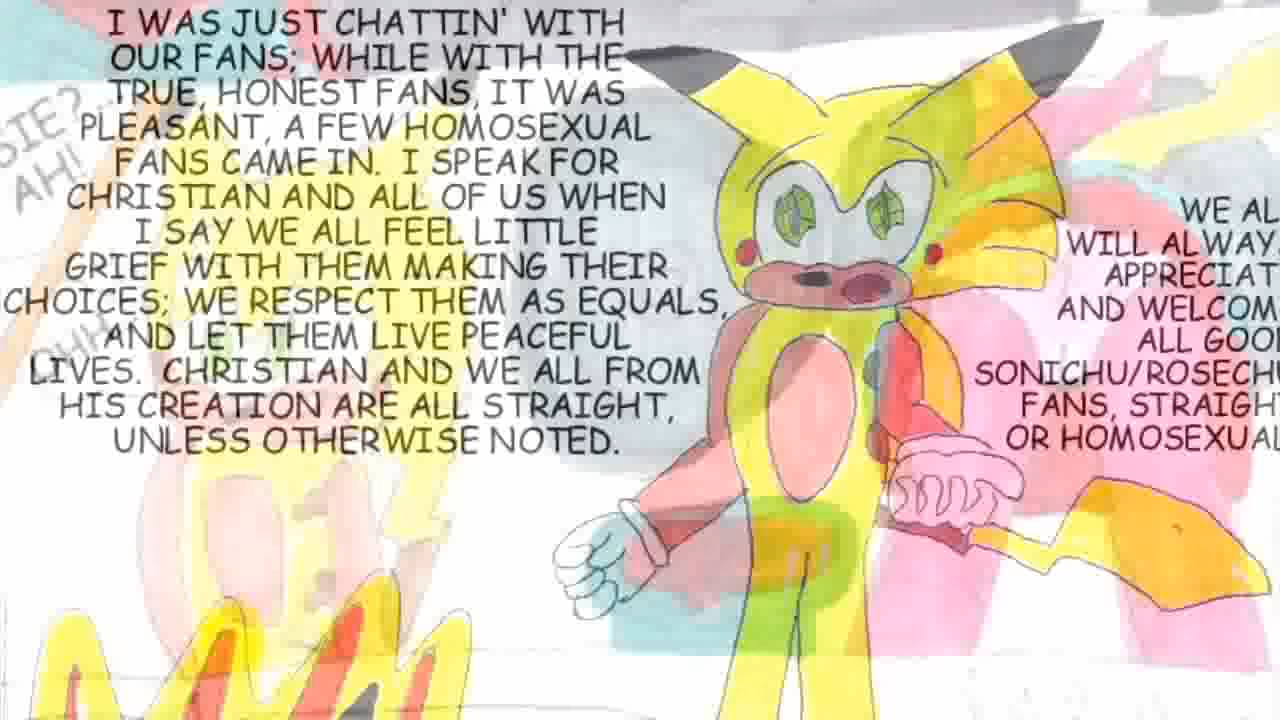 I WAS JUST CHATTIN' WITH
OUR FANS; WHILE WITH THE
TRUE, HONEST FANS, IT WAS
PLEASANT, A FEW HOMOSEXUAL
FANS CAME IN. I SPEAK FOR
CHRISTIAN AND ALL OF US WHEN
I SAY WE ALL FEEL LITTLE
GRIEF WITH THEM MAKING THEIR
CHOICES; WE RESPECT THEM AS EQUALS,
AND LET THEM LIVE PEACEFUL
LIVES. CHRISTIAN AND WE ALL FROM
HIS CREATION ARE ALL STRAIGHT,
UNLESS OTHERWISE NOTED.
SIE?...
AH!
WE AL
WILL ALWAY
APPRECIAT
AND WELCOM
ALL GOO
SONICHU/ROSECHU
FANS, STRAIGHT
OR HOMOSEXUAL